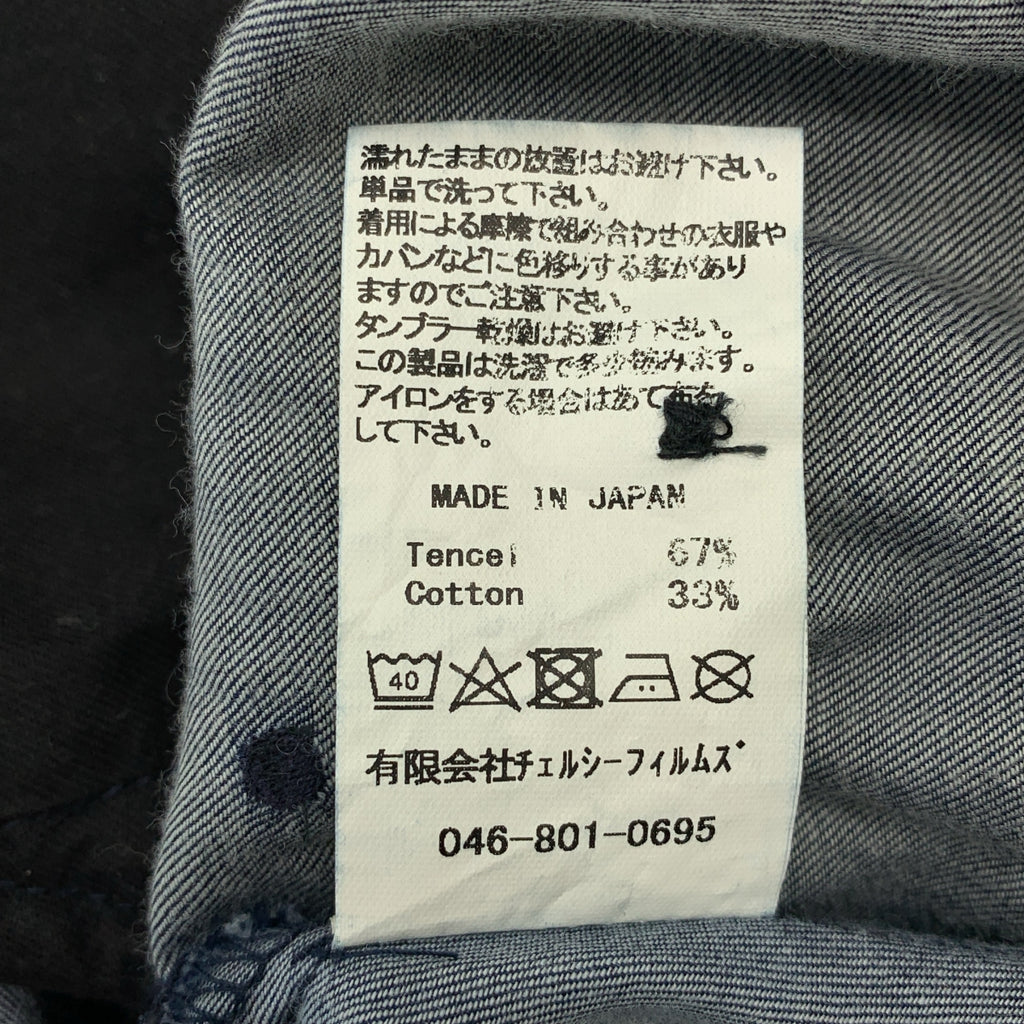 濡れたままの放置はお避け下さい。
単品で洗って下さい。
着用による摩擦で組み合わせの衣服や
カバンなどに色移りする事があり
ますのでご注意下さい。
タンブラー乾燥はお避け下さい。
この製品は洗濯で多少縮みます。
アイロンをする場合はあて布を
して下さい。
MADE IN JAPAN
Tencel 67%
Cotton 33%
40
有限会社チェルシーフィルムズ
046-801-0695